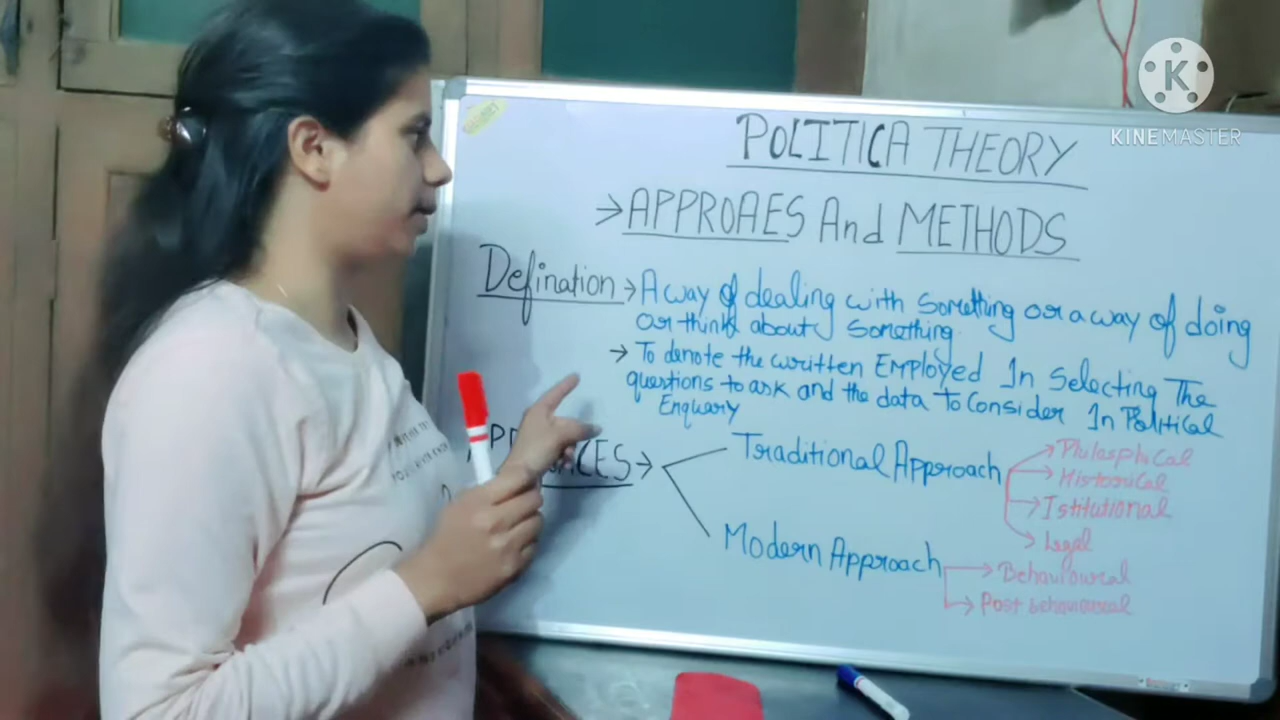 KINEMASTER
POLITICA THEORY
→APPROAES And METHODS
Defination → A way of dealing with Something or a way of doing
or think about Something.
→ To denote the written EMPloyed In Selecting The
questions to ask and the data To Consider In Political
Enquary
Traditional Approach
Philasphical
Historical
Istitutional
Legal
Modern Approach
Behavioural
Post behavioural